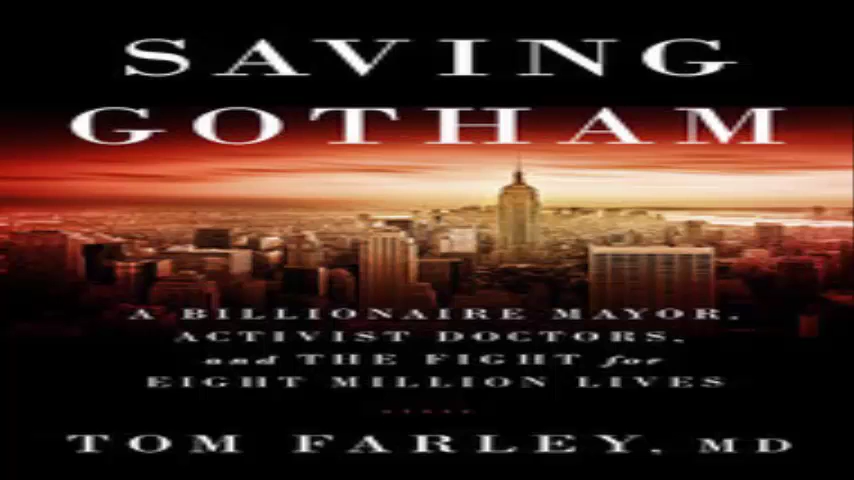 SAVING
GOTHAM
A BILLIONAIRE MAYOR,
ACTIVIST DOCTORS,
and THE FIGHT for
EIGHT MILLION LIVES
TOM FARLEY, MD